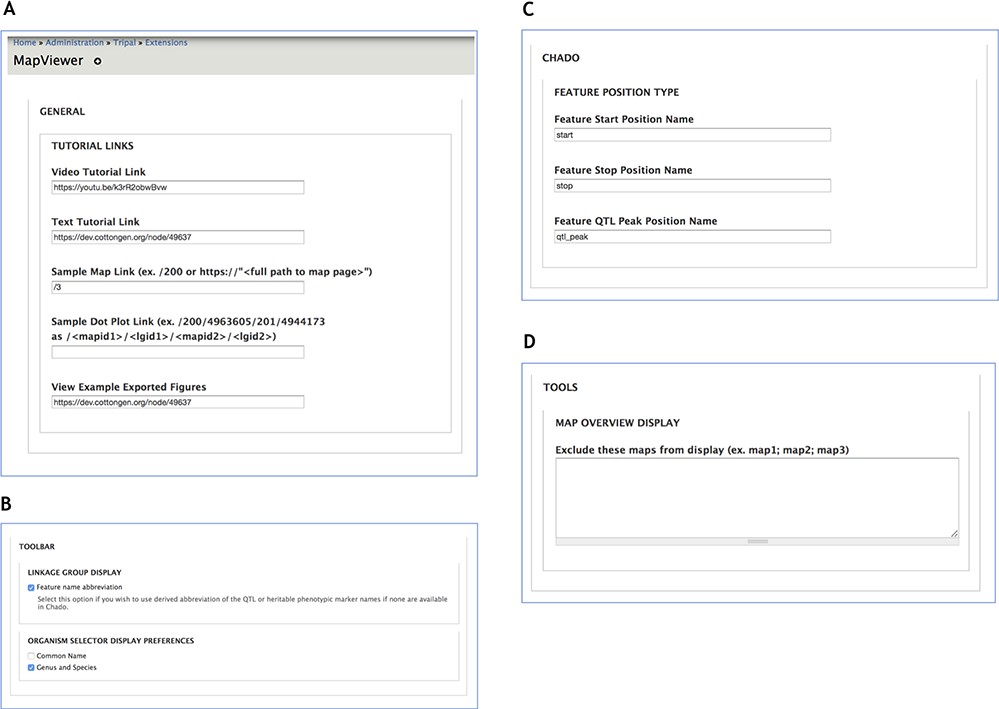 A
Home » Administration » Tripal » Extensions
MapViewer
GENERAL
TUTORIAL LINKS
Video Tutorial Link
https://youtu.be/k3rR2obwBvw
Text Tutorial Link
https://dev.cottongen.org/node/49637
Sample Map Link (ex. /200 or https://"<full path to map page>")
/3
Sample Dot Plot Link (ex. /200/4963605/201/4944173
as /<mapid1>/<lgid1>/<mapid2>/<lgid2>)
View Example Exported Figures
https://dev.cottongen.org/node/49637
B
TOOLBAR
LINKAGE GROUP DISPLAY
Feature name abbreviation
Select this option if you wish to use derived abbreviation of the QTL or heritable phenotypic marker names if none are available
in Chado.
ORGANISM SELECTOR DISPLAY PREFERENCES
Common Name
Genus and Species
C
CHADO
FEATURE POSITION TYPE
Feature Start Position Name
start
Feature Stop Position Name
stop
Feature QTL Peak Position Name
qtl_peak
D
TOOLS
MAP OVERVIEW DISPLAY
Exclude these maps from display (ex. map1; map2; map3)